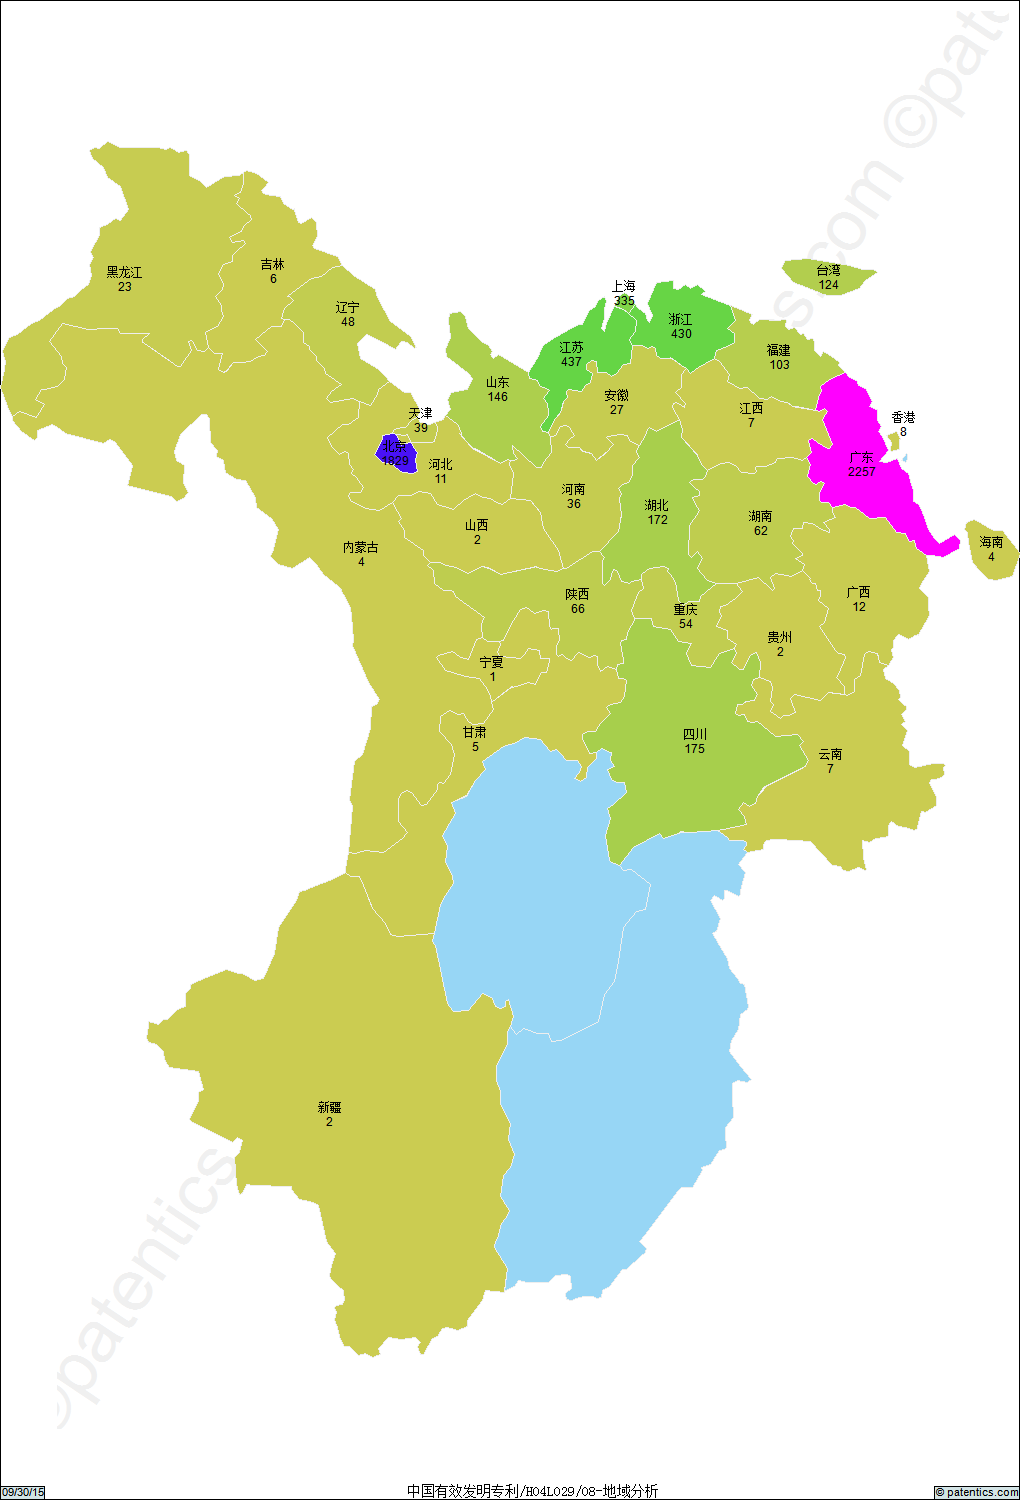 ©patentics.com ©pate
黑龙江
23
吉林
6
辽宁
48
台湾
124
上海
335
浙江
430
江苏
437
福建
103
山东
146
安徽
27
江西
7
天津
39
香港
8
北京
1829
河北
11
广东
2257
河南
36
湖北
172
湖南
62
山西
2
内蒙古
4
海南
4
陕西
66
重庆
54
广西
12
贵州
2
宁夏
1
甘肃
5
四川
175
云南
7
新疆
2
09/30/15
中国有效发明专利/H04L029/08-地域分析
© patentics.com